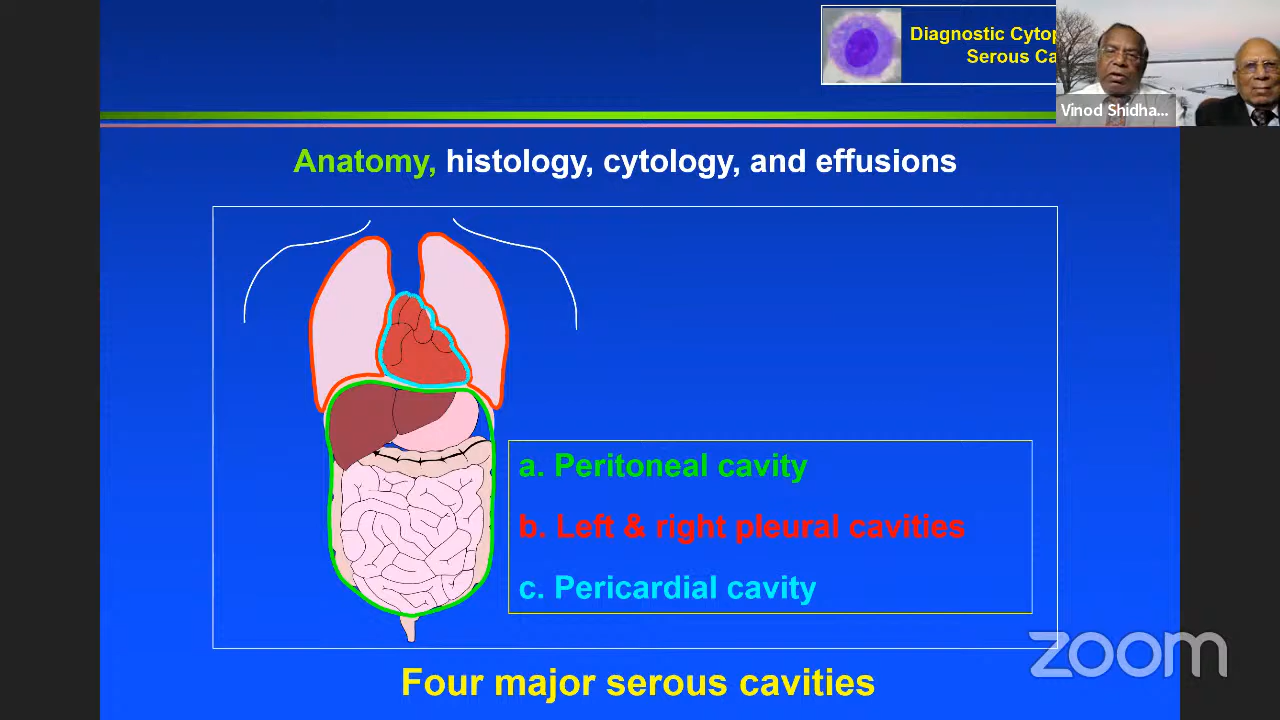 Diagnostic Cytop
Serous Ca
Vinod Shidha...
Anatomy, histology, cytology, and effusions
a. Peritoneal cavity
b. Left & right pleural cavities
c. Pericardial cavity
zoom
Four major serous cavities